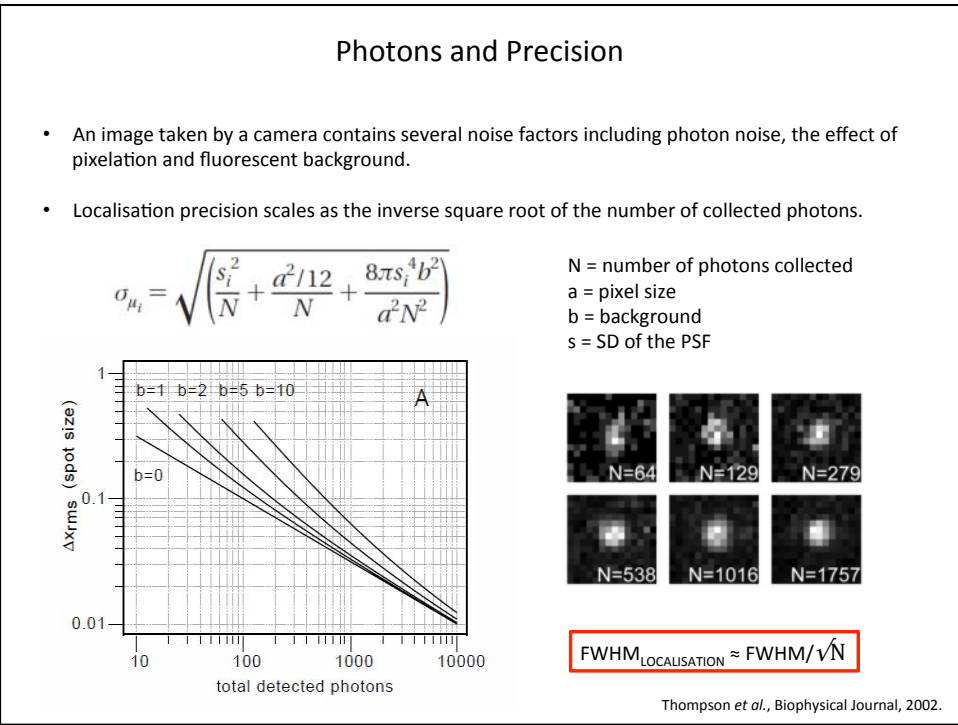 Photons and Precision
• An image taken by a camera contains several noise factors including photon noise, the effect of
pixelation and fluorescent background.
• Localisation precision scales as the inverse square root of the number of collected photons.
σ_{μ_i} = √((s_i²/N + (a²/12)/N + 8πs_i⁴b²/(a²N²)))
N = number of photons collected
a = pixel size
b = background
s = SD of the PSF
1
0.1
0.01
Δxrms (spot size)
b=1 b=2 b=5 b=10
A
b=0
10 100 1000 10000
total detected photons
N=64 N=129 N=279
N=538 N=1016 N=1757
FWHM_LOCALISATION ≈ FWHM/√N
Thompson et al., Biophysical Journal, 2002.